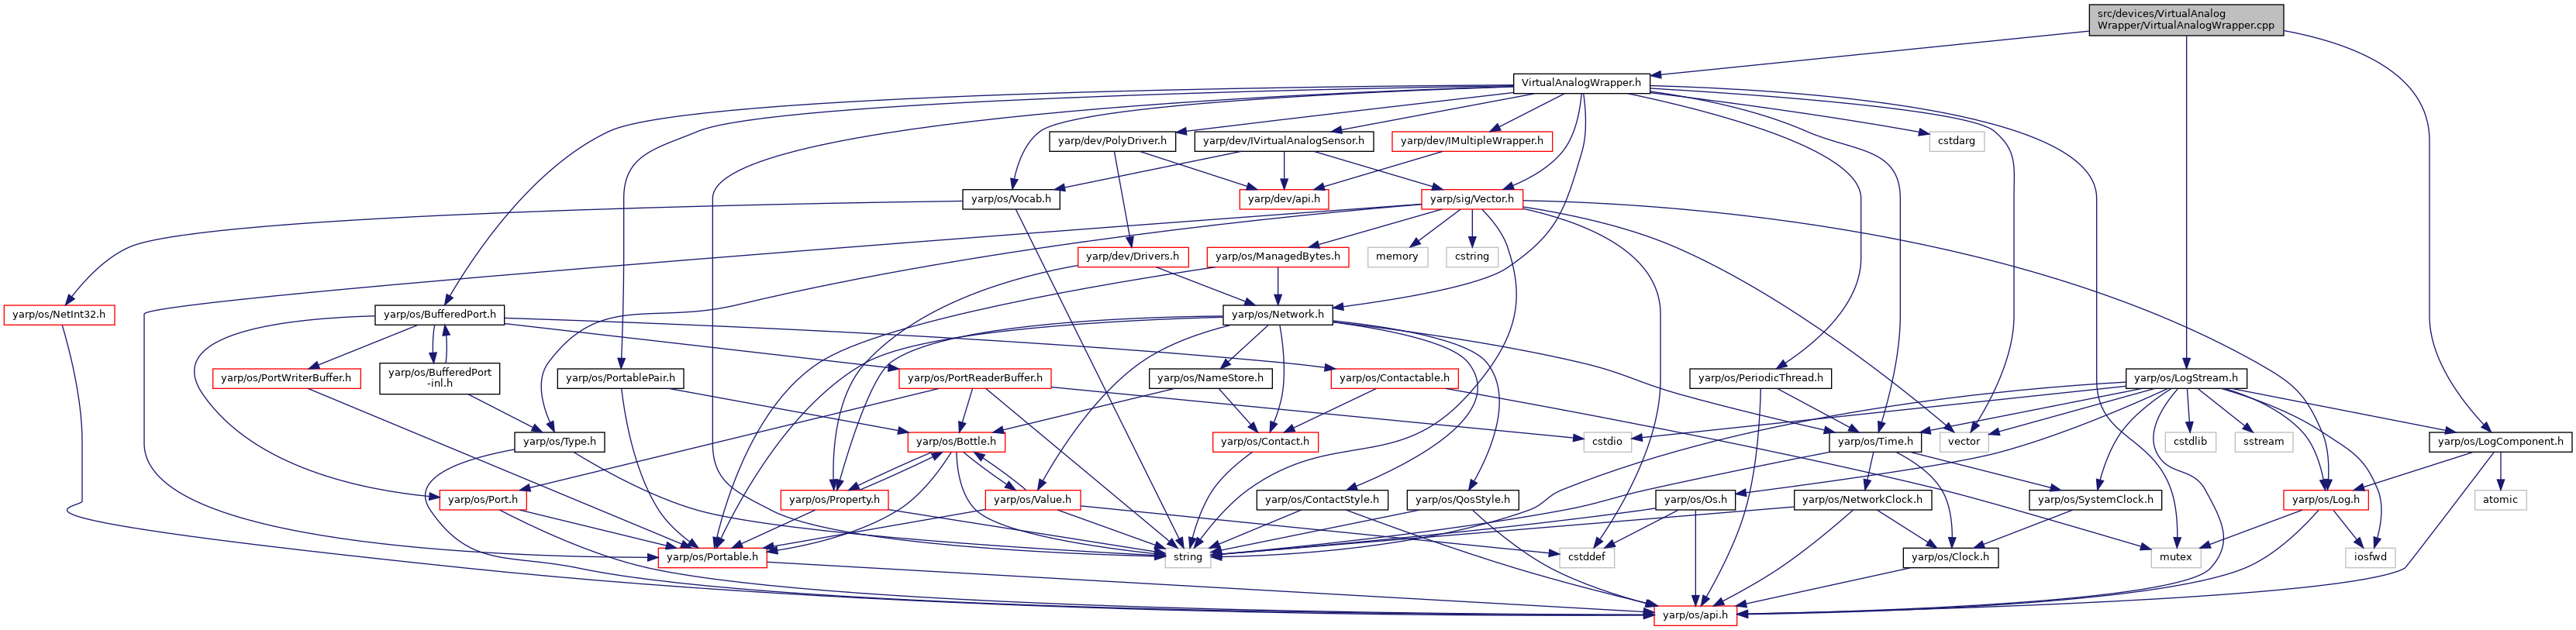 src/devices/VirtualAnalog
Wrapper/VirtualAnalogWrapper.cpp
VirtualAnalogWrapper.h
yarp/dev/PolyDriver.h
yarp/dev/IVirtualAnalogSensor.h
yarp/dev/IMultipleWrapper.h
cstdarg
yarp/os/Vocab.h
yarp/dev/api.h
yarp/sig/Vector.h
yarp/dev/Drivers.h
yarp/os/ManagedBytes.h
memory
cstring
yarp/os/NetInt32.h
yarp/os/BufferedPort.h
yarp/os/Network.h
yarp/os/PortWriterBuffer.h
yarp/os/BufferedPort
-inl.h
yarp/os/PortablePair.h
yarp/os/PortReaderBuffer.h
yarp/os/NameStore.h
yarp/os/Contactable.h
yarp/os/PeriodicThread.h
yarp/os/LogStream.h
yarp/os/Type.h
yarp/os/Bottle.h
yarp/os/Contact.h
cstdio
yarp/os/Time.h
vector
cstdlib
sstream
yarp/os/LogComponent.h
yarp/os/Port.h
yarp/os/Property.h
yarp/os/Value.h
yarp/os/ContactStyle.h
yarp/os/QosStyle.h
yarp/os/Os.h
yarp/os/NetworkClock.h
yarp/os/SystemClock.h
yarp/os/Log.h
atomic
yarp/os/Portable.h
string
cstddef
yarp/os/Clock.h
mutex
iosfwd
yarp/os/api.h